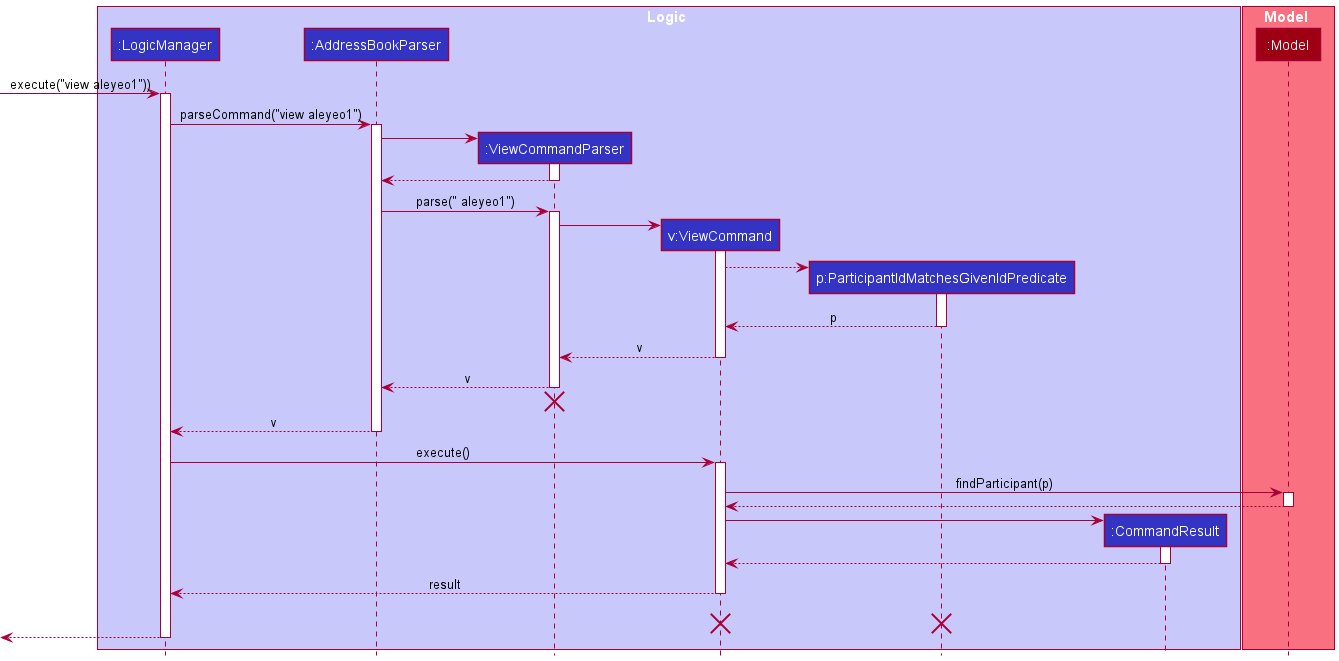 Logic
Model
:LogicManager
:AddressBookParser
:Model
execute("view aleyeo1"))
parseCommand("view aleyeo1")
:ViewCommandParser
parse(" aleyeo1")
v:ViewCommand
p:ParticipantIdMatchesGivenIdPredicate
p
v
v
v
execute()
findParticipant(p)
:CommandResult
result